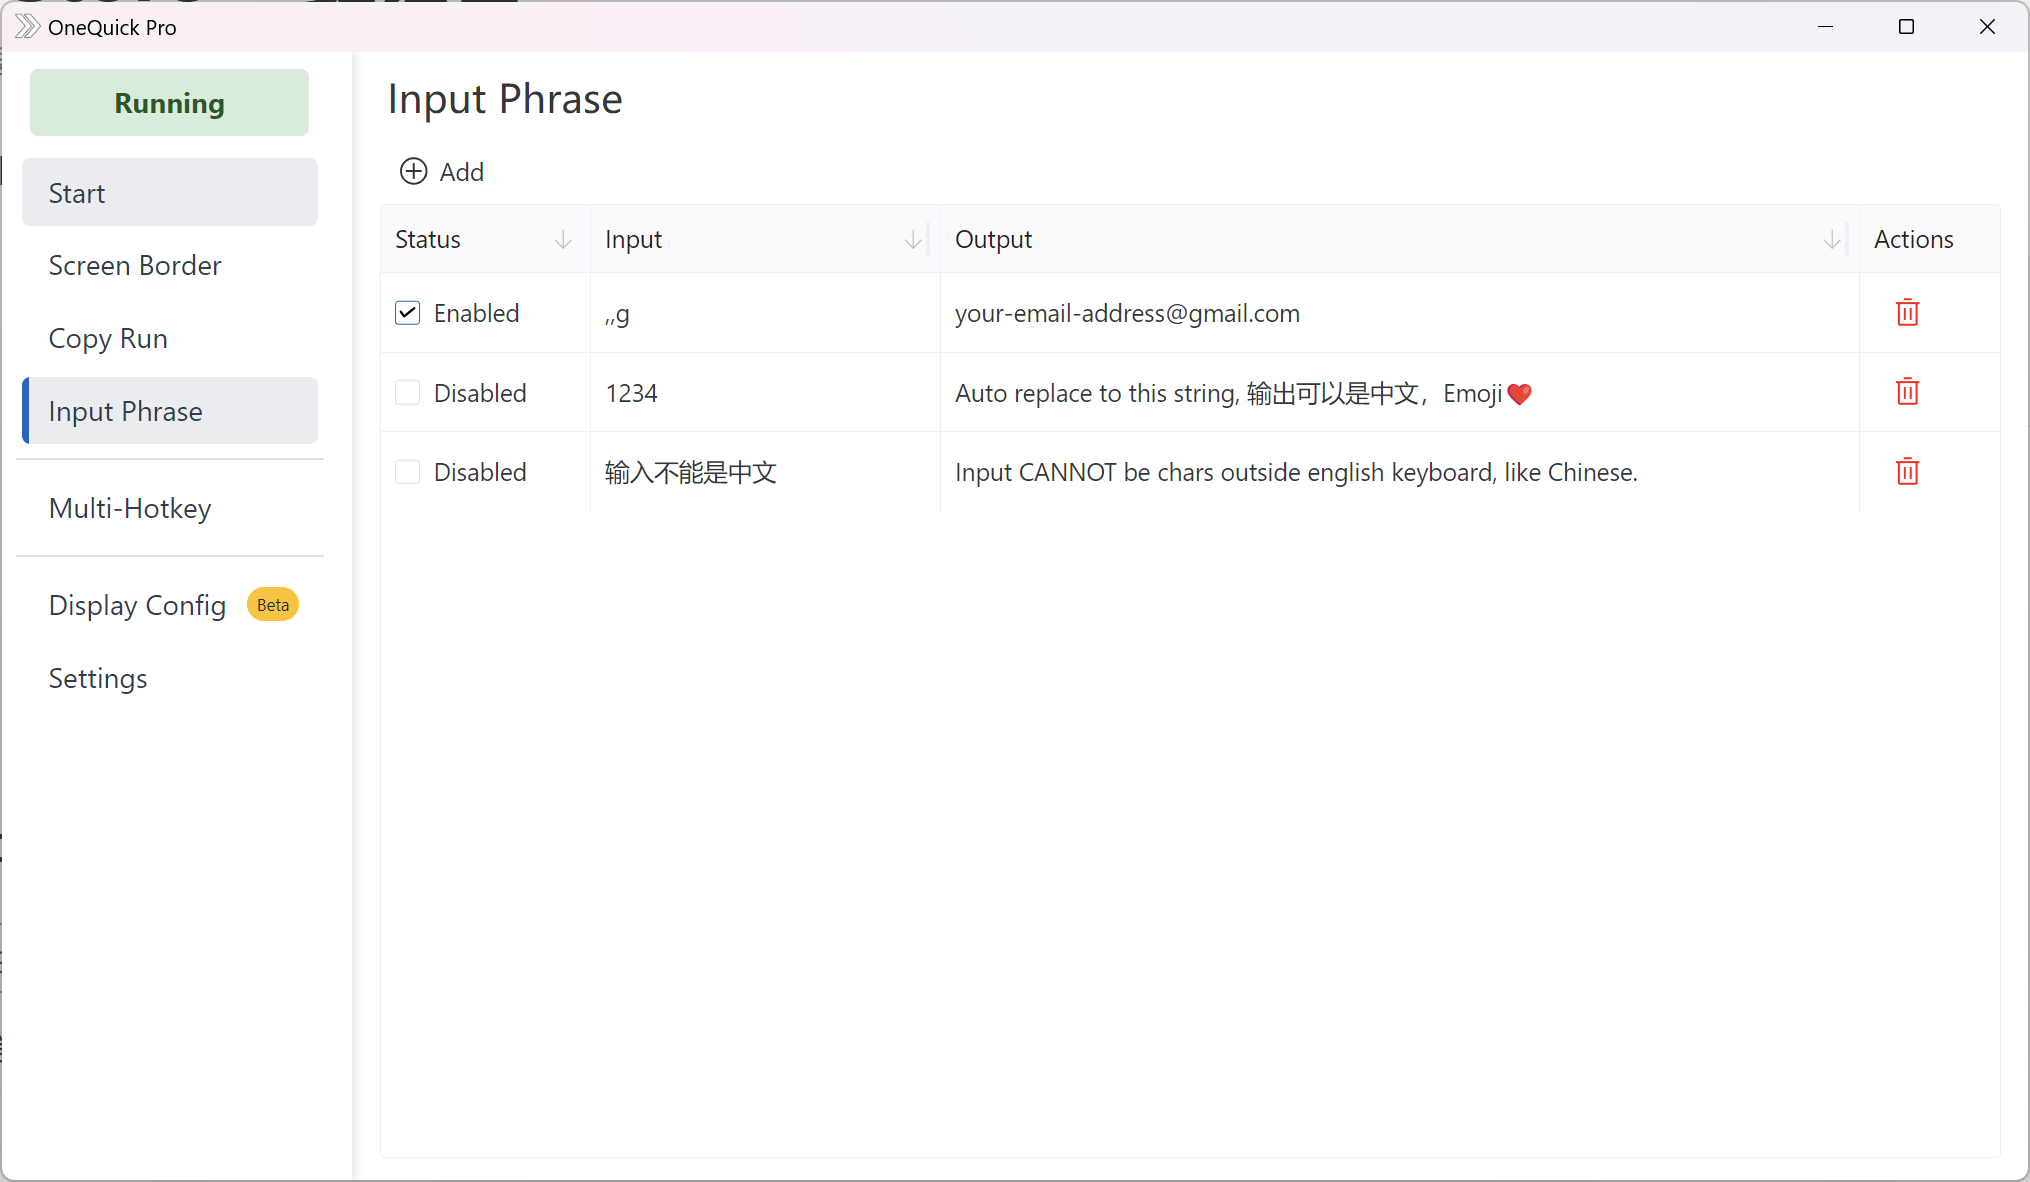 OneQuick Pro
Running
Start
Screen Border
Copy Run
Input Phrase
Multi-Hotkey
Display Config Beta
Settings
Input Phrase
Add
Status Input Output Actions
Enabled ,,g your-email-address@gmail.com
Disabled 1234 Auto replace to this string, 输出可以是中文，Emoji❤️
Disabled 输入不能是中文 Input CANNOT be chars outside english keyboard, like Chinese.